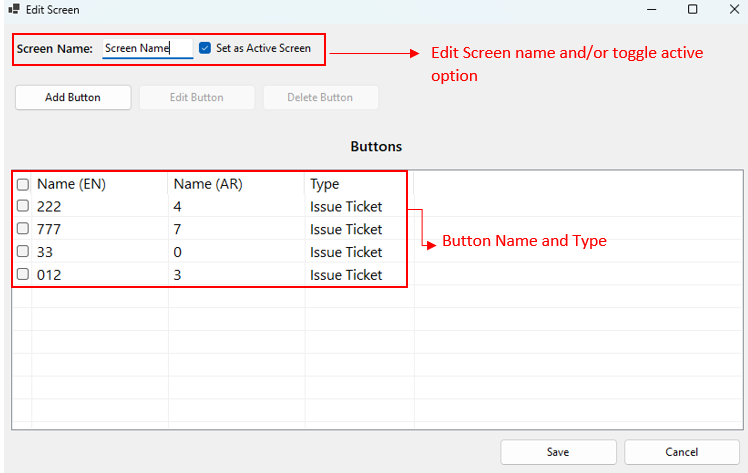 Edit Screen
Screen Name: Screen Name Set as Active Screen
Edit Screen name and/or toggle active
option
Add Button Edit Button Delete Button
Buttons
Name (EN) Name (AR) Type
222 4 Issue Ticket
777 7 Issue Ticket
33 0 Issue Ticket
012 3 Issue Ticket
Button Name and Type
Save Cancel